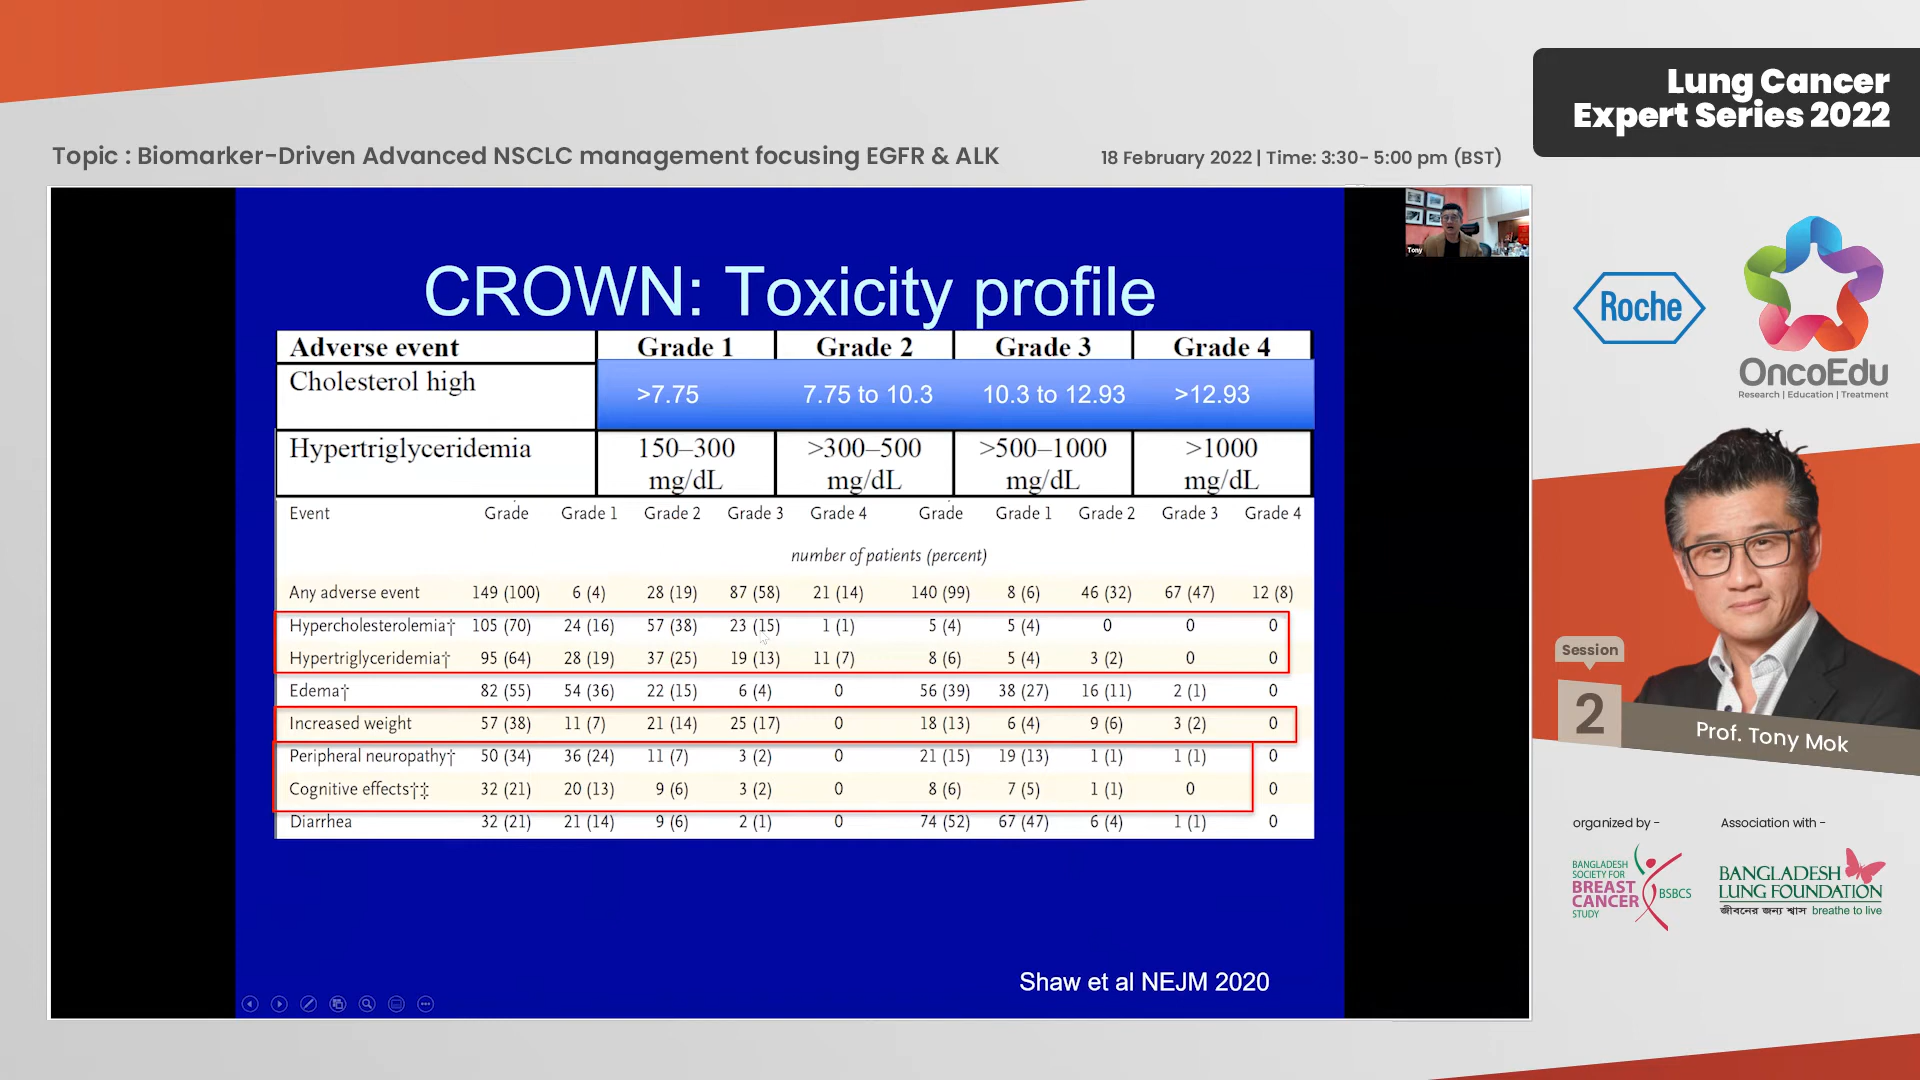 Lung Cancer
Expert Series 2022
Topic : Biomarker-Driven Advanced NSCLC management focusing EGFR & ALK
18 February 2022 | Time: 3:30- 5:00 pm (BST)
Tony
CROWN: Toxicity profile
Adverse event Grade 1 Grade 2 Grade 3 Grade 4
Cholesterol high >7.75 7.75 to 10.3 10.3 to 12.93 >12.93
Hypertriglyceridemia 150–300 >300–500 >500–1000 >1000
mg/dL mg/dL mg/dL mg/dL
Event Grade Grade 1 Grade 2 Grade 3 Grade 4 Grade Grade 1 Grade 2 Grade 3 Grade 4
number of patients (percent)
Any adverse event 149 (100) 6 (4) 28 (19) 87 (58) 21 (14) 140 (99) 8 (6) 46 (32) 67 (47) 12 (8)
Hypercholesterolemia† 105 (70) 24 (16) 57 (38) 23 (15) 1 (1) 5 (4) 5 (4) 0 0 0
Hypertriglyceridemia† 95 (64) 28 (19) 37 (25) 19 (13) 11 (7) 8 (6) 5 (4) 3 (2) 0 0
Edema† 82 (55) 54 (36) 22 (15) 6 (4) 0 56 (39) 38 (27) 16 (11) 2 (1) 0
Increased weight 57 (38) 11 (7) 21 (14) 25 (17) 0 18 (13) 6 (4) 9 (6) 3 (2) 0
Peripheral neuropathy† 50 (34) 36 (24) 11 (7) 3 (2) 0 21 (15) 19 (13) 1 (1) 1 (1) 0
Cognitive effects†‡ 32 (21) 20 (13) 9 (6) 3 (2) 0 8 (6) 7 (5) 1 (1) 0 0
Diarrhea 32 (21) 21 (14) 9 (6) 2 (1) 0 74 (52) 67 (47) 6 (4) 1 (1) 0
Shaw et al NEJM 2020
Roche
OncoEdu
Research | Education | Treatment
Session
2
Prof. Tony Mok
organized by -
Association with -
BANGLADESH
SOCIETY FOR
BREAST
CANCER
STUDY
BSBCS
BANGLADESH
LUNG FOUNDATION
জীবনের জন্য শ্বাস breathe to live